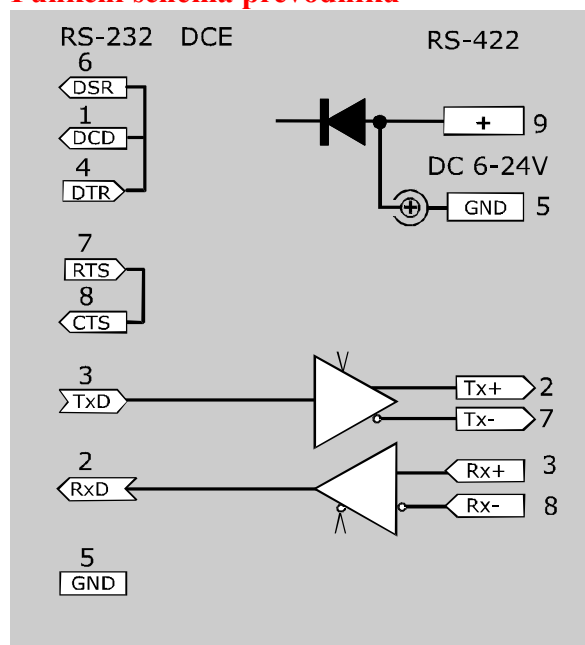 Funkční schéma převodníku
RS-232 DCE
RS-422
6
DSR
1
DCD
4
DTR
+ 9
DC 6-24V
GND 5
7
RTS
8
CTS
3
TxD
Tx+ 2
Tx- 7
2
RxD
Rx+ 3
Rx- 8
5
GND